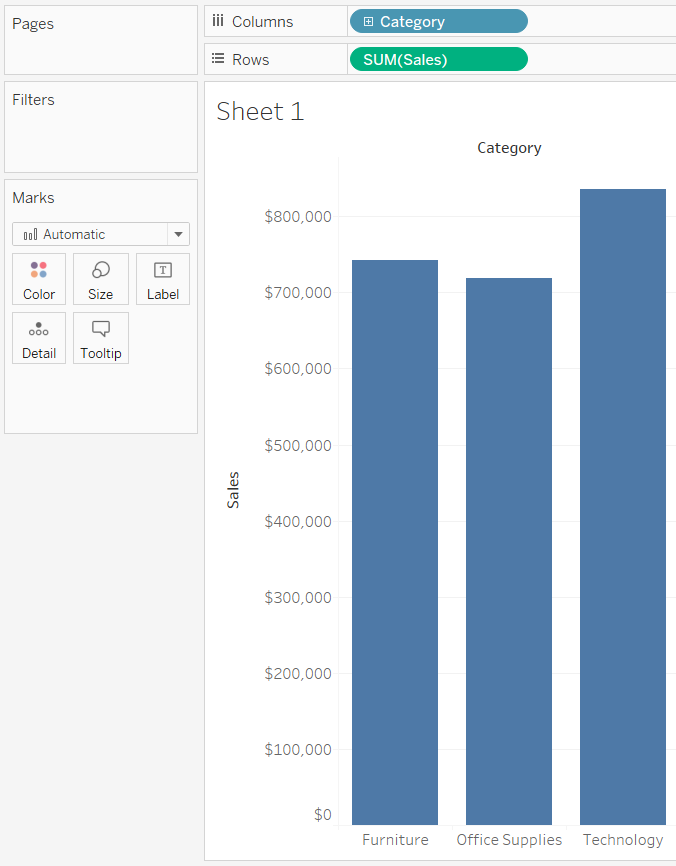 Pages
Columns
Category
Rows
SUM(Sales)
Filters
Marks
Automatic
Color
Size
T
Label
Detail
Tooltip
Sheet 1
Category
Sales
$800,000
$700,000
$600,000
$500,000
$400,000
$300,000
$200,000
$100,000
$0
Furniture
Office Supplies
Technology